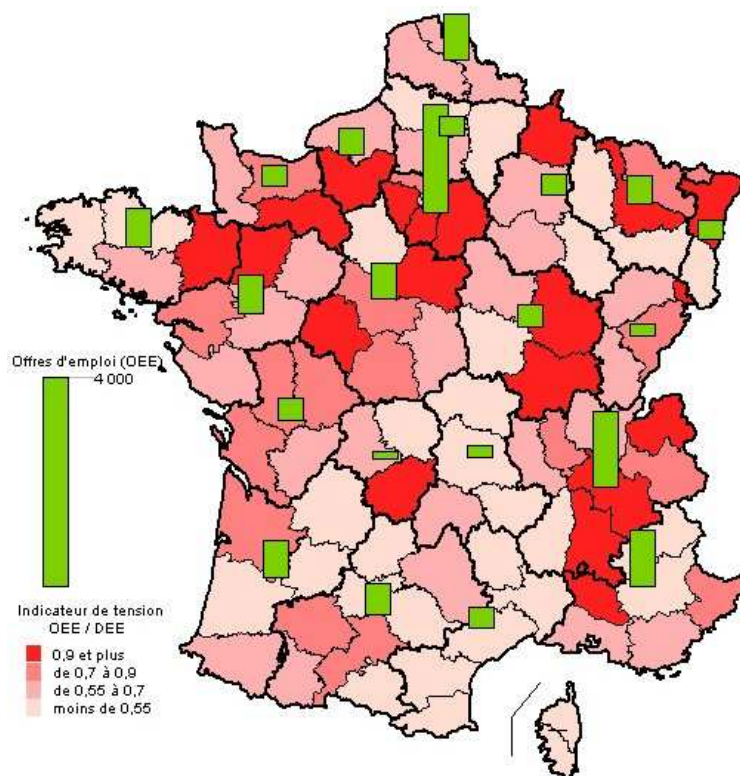 Offres d'emploi (OEE)
4 000
Indicateur de tension
OEE / DEE
0,9 et plus
de 0,7 à 0,9
de 0,55 à 0,7
moins de 0,55